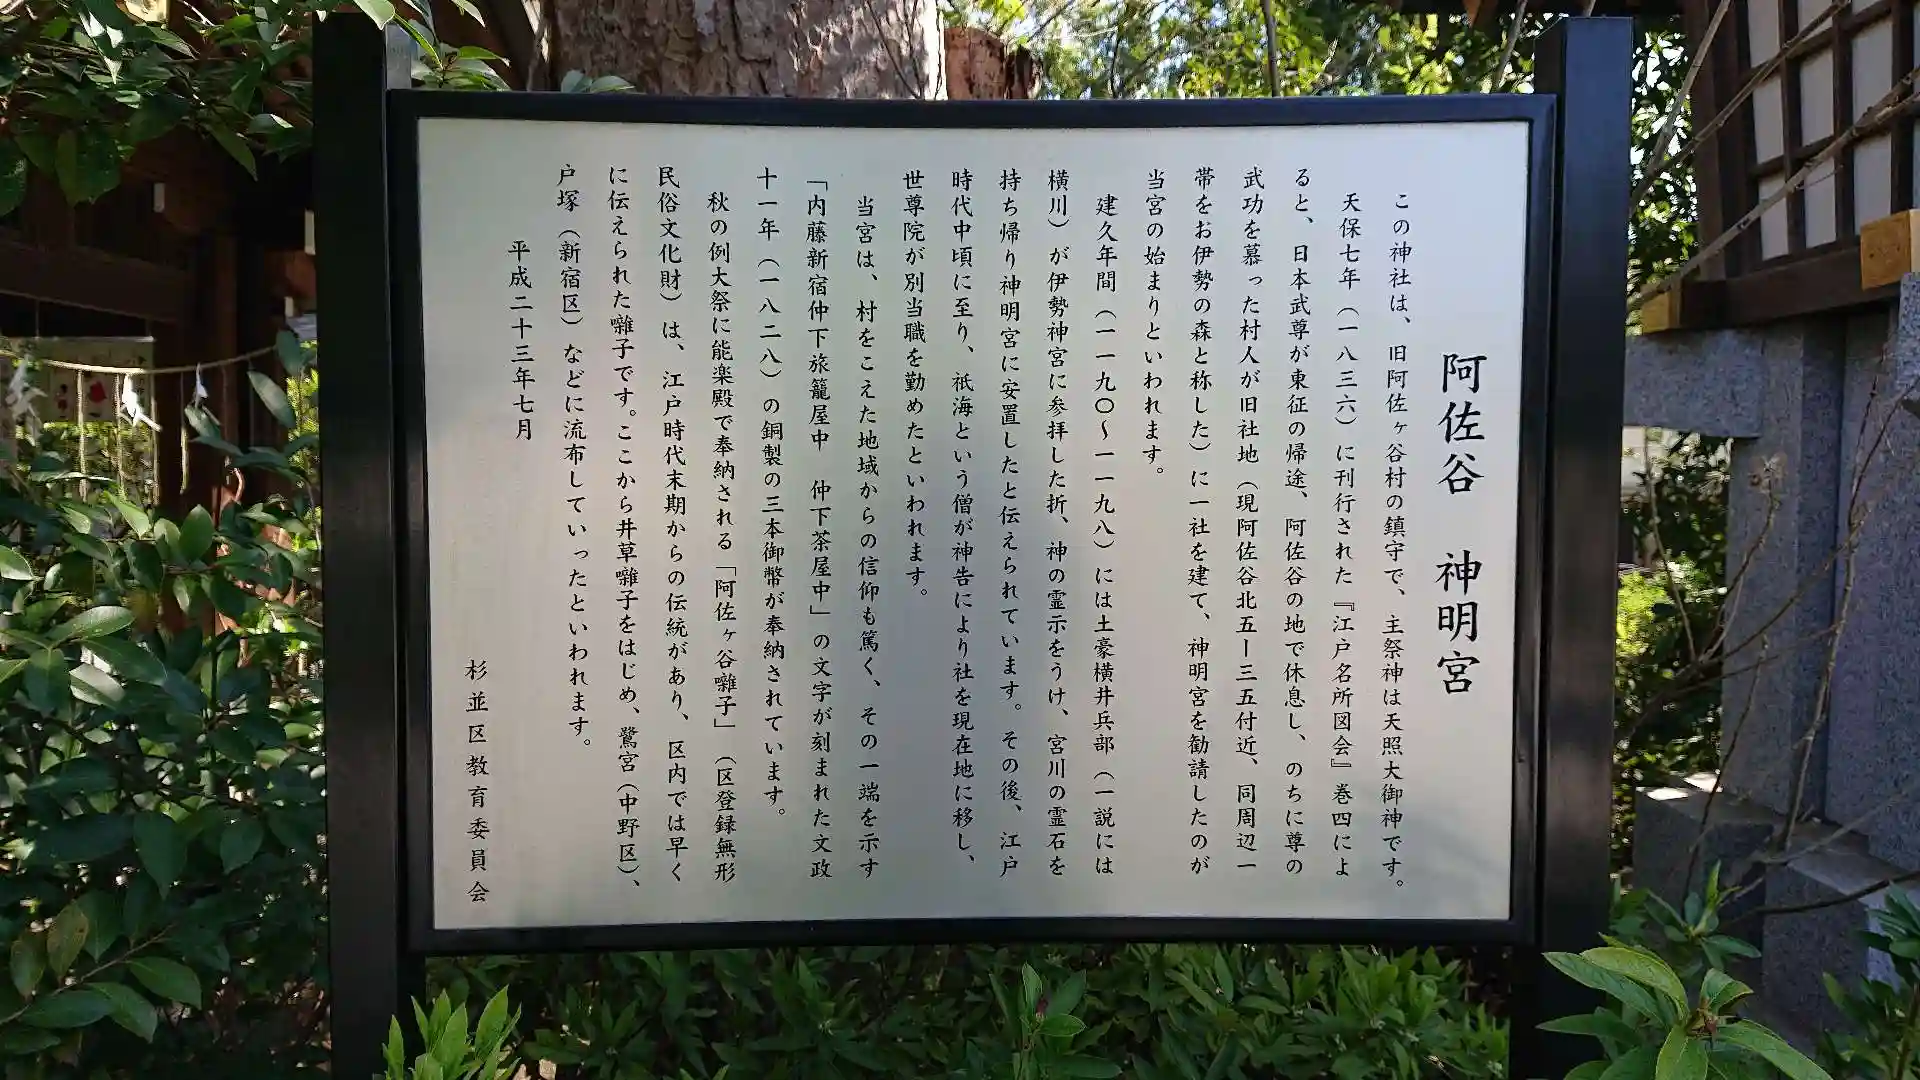 阿佐谷　神明宮
この神社は、旧阿佐ヶ谷村の鎮守で、主祭神は天照大御神です。
天保七年（一八三六）に刊行された『江戸名所図会』巻四によ
ると、日本武尊が東征の帰途、阿佐谷の地で休息し、のちに尊の
武功を慕った村人が旧社地（現阿佐谷北五ー三五付近、同周辺一
帯をお伊勢の森と称した）に一社を建て、神明宮を勧請したのが
当宮の始まりといわれます。
建久年間（一一九〇～一一九八）には土豪横井兵部（一説には
横川）が伊勢神宮に参拝した折、神の霊示をうけ、宮川の霊石を
持ち帰り神明宮に安置したと伝えられています。その後、江戸
時代中頃に至り、祇海という僧が神告により社を現在地に移し、
世尊院が別当職を勤めたといわれます。
当宮は、村をこえた地域からの信仰も篤く、その一端を示す
「内藤新宿仲下旅籠屋中　仲下茶屋中」の文字が刻まれた文政
十一年（一八二八）の銅製の三本御幣が奉納されています。
秋の例大祭に能楽殿で奉納される「阿佐ヶ谷囃子」（区登録無形
民俗文化財）は、江戸時代末期からの伝統があり、区内では早く
に伝えられた囃子です。ここから井草囃子をはじめ、鷺宮（中野区）、
戸塚（新宿区）などに流布していったといわれます。
平成二十三年七月
杉並区教育委員会